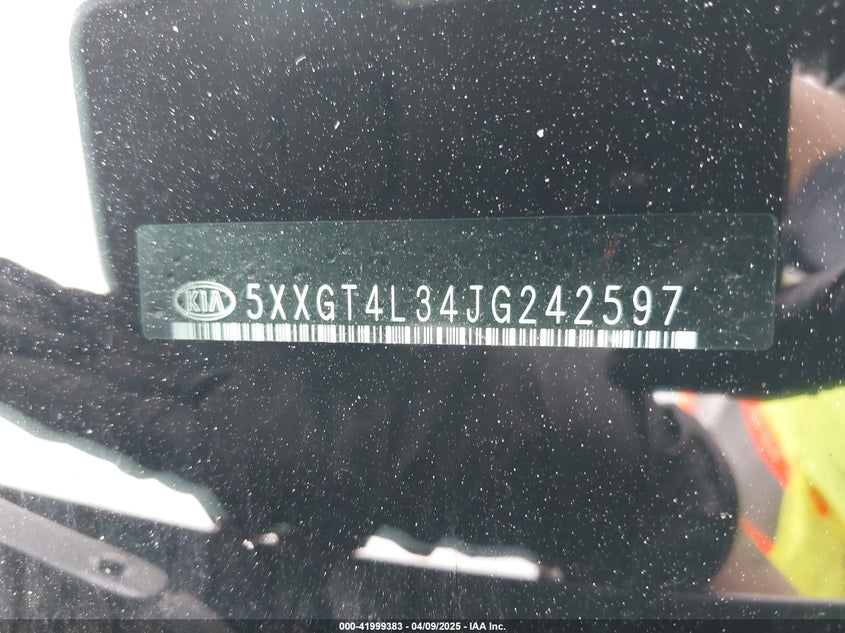 KIA 5XXGT4L34JG242597
000-41999383 - 04/09/2025 - IAA Inc.